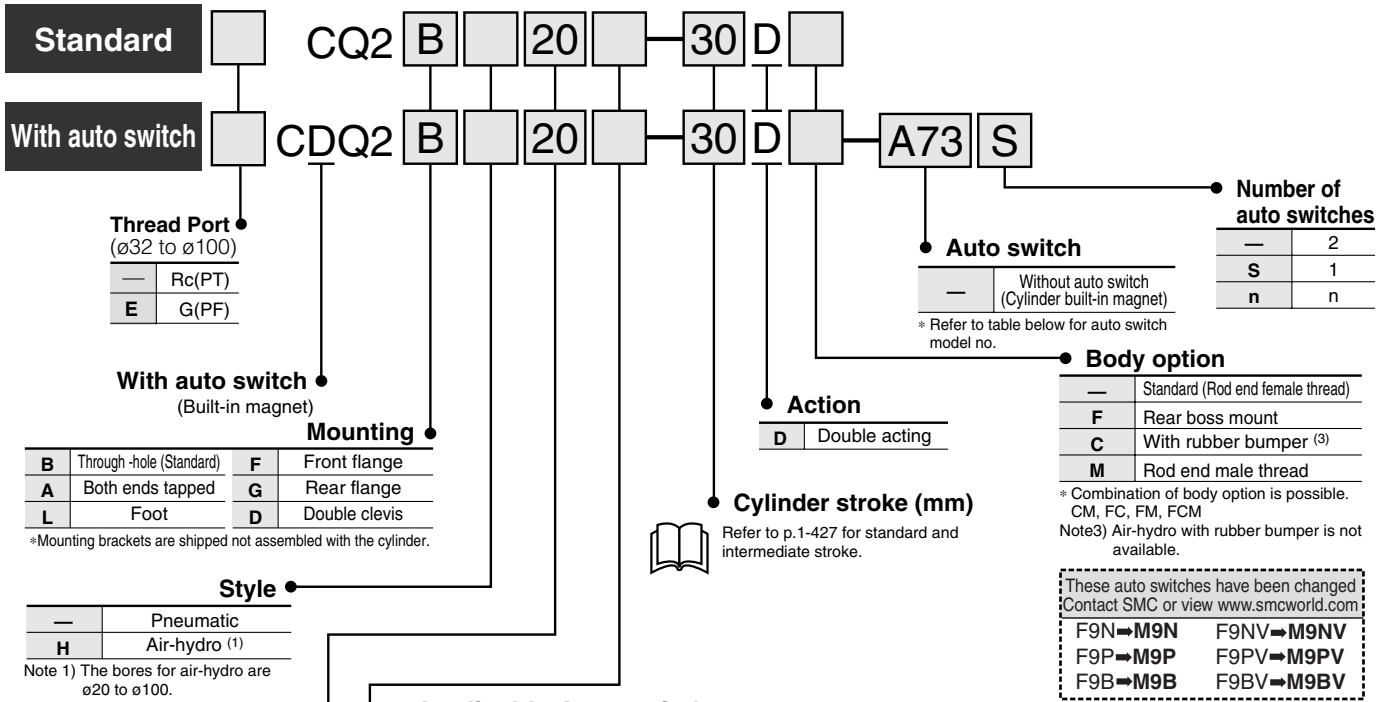 Standard CQ2 B 20 30 D
With auto switch CDQ2 B 20 30 D A73 S
Thread Port
(ø32 to ø100)
— Rc(PT)
E G(PF)
With auto switch
(Built-in magnet)
Mounting
B Through -hole (Standard) F Front flange
A Both ends tapped G Rear flange
L Foot D Double clevis
*Mounting brackets are shipped not assembled with the cylinder.
Style
— Pneumatic
H Air-hydro (1)
Note 1) The bores for air-hydro are
ø20 to ø100.
Cylinder stroke (mm)
Refer to p.1-427 for standard and
intermediate stroke.
Action
D Double acting
Auto switch
— Without auto switch
(Cylinder built-in magnet)
* Refer to table below for auto switch
model no.
Number of
auto switches
— 2
S 1
n n
Body option
— Standard (Rod end female thread)
F Rear boss mount
C With rubber bumper (3)
M Rod end male thread
* Combination of body option is possible.
CM, FC, FM, FCM
Note3) Air-hydro with rubber bumper is not
available.
These auto switches have been changed
Contact SMC or view www.smcworld.com
F9N➡M9N F9NV➡M9NV
F9P➡M9P F9PV➡M9PV
F9B➡M9B F9BV➡M9BV